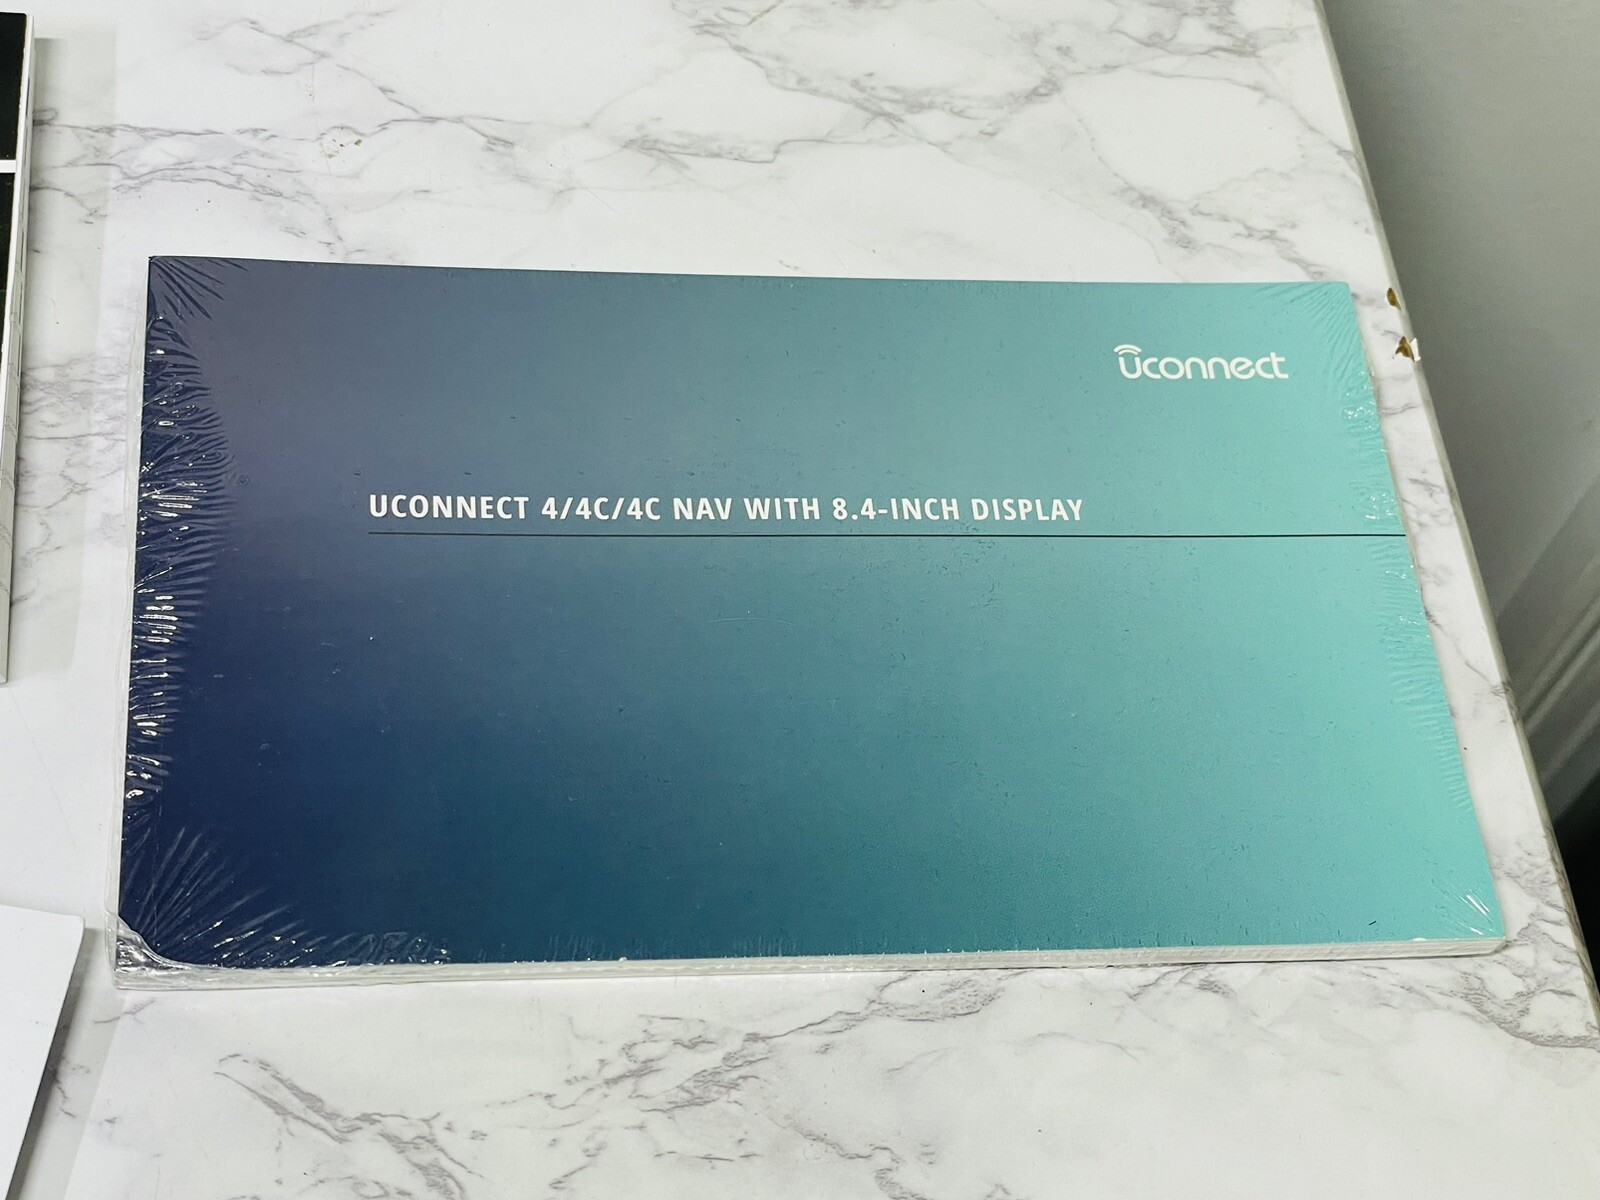 uconnect
UCONNECT 4/4C/4C NAV WITH 8.4-INCH DISPLAY